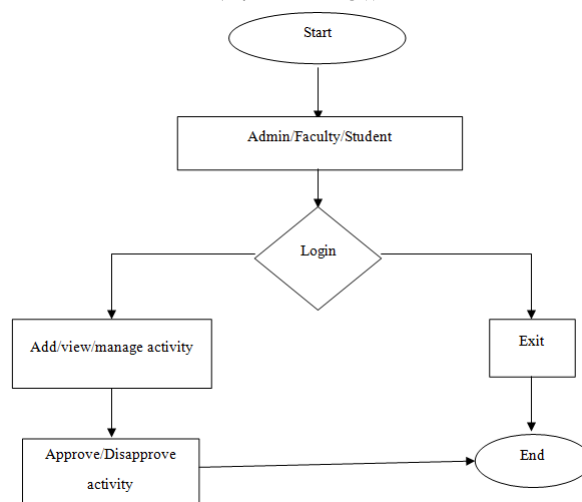 Start
Admin/Faculty/Student
Login
Add/view/manage activity
Exit
Approve/Disapprove
activity
End